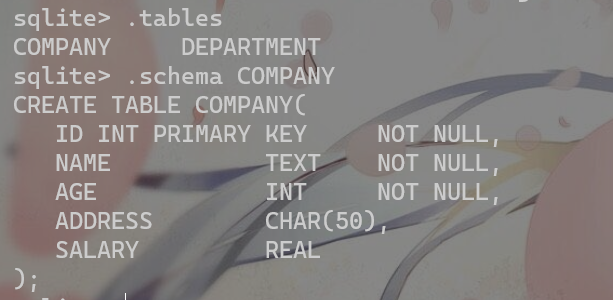 sqlite> .tables
COMPANY     DEPARTMENT
sqlite> .schema COMPANY
CREATE TABLE COMPANY(
   ID INT PRIMARY KEY     NOT NULL,
   NAME           TEXT    NOT NULL,
   AGE            INT     NOT NULL,
   ADDRESS        CHAR(50),
   SALARY         REAL
);